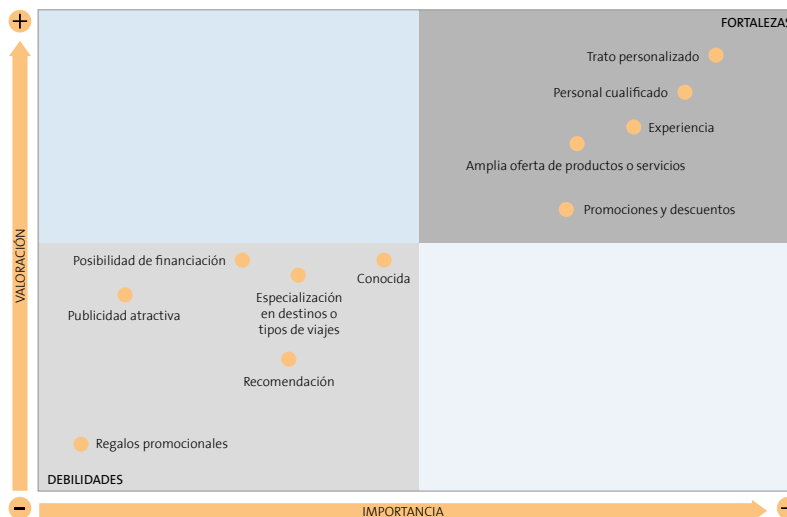 +
FORTALEZAS
Trato personalizado
Personal cualificado
Experiencia
Amplia oferta de productos o servicios
Promociones y descuentos
VALORACIÓN
Posibilidad de financiación
Conocida
Especialización
en destinos o
tipos de viajes
Publicidad atractiva
Recomendación
Regalos promocionales
DEBILIDADES
-
IMPORTANCIA